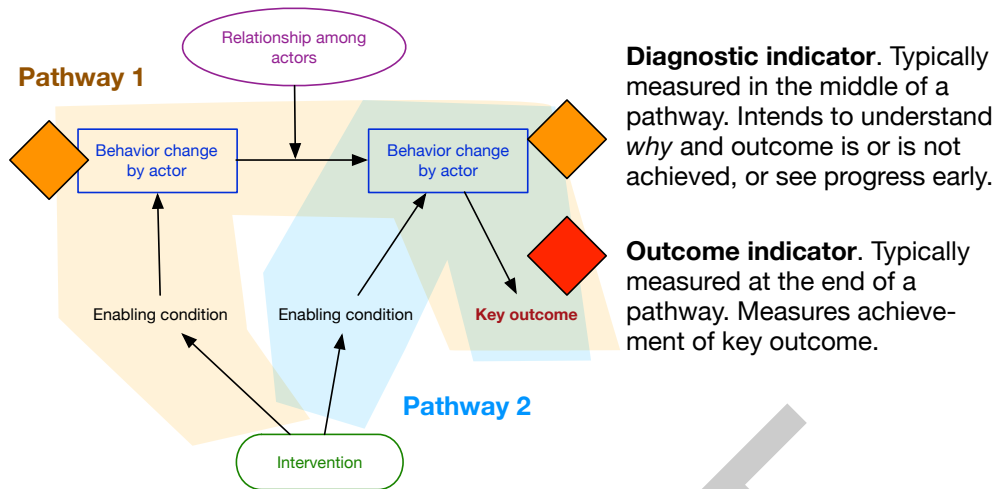 Relationship among
actors
Pathway 1
Behavior change
by actor
Behavior change
by actor
Enabling condition
Enabling condition
Key outcome
Pathway 2
Intervention
Diagnostic indicator. Typically
measured in the middle of a
pathway. Intends to understand
why and outcome is or is not
achieved, or see progress early.
Outcome indicator. Typically
measured at the end of a
pathway. Measures achieve-
ment of key outcome.